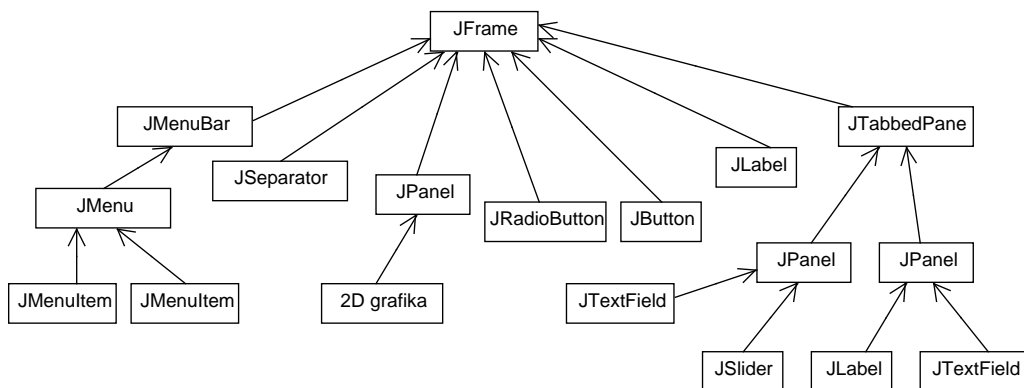 JFrame
JMenuBar
JTabbedPane
JSeparator
JLabel
JPanel
JMenu
JRadioButton
JButton
JPanel
JPanel
JMenuItem
JMenuItem
2D grafika
JTextField
JSlider
JLabel
JTextField